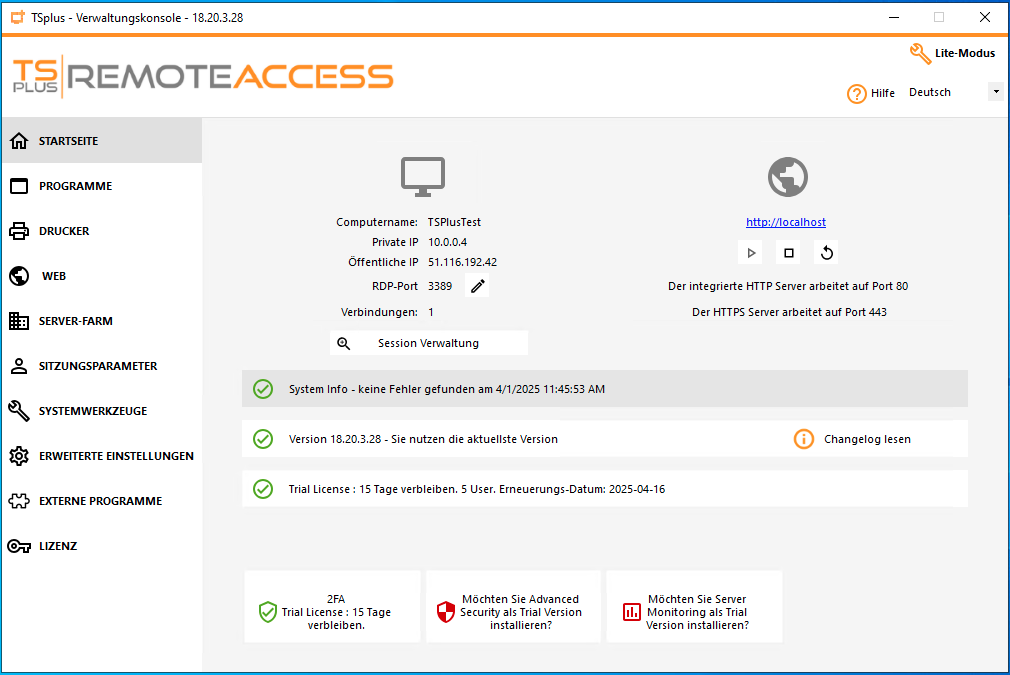 TSplus - Verwaltungskonsole - 18.20.3.28
Lite-Modus
TS PLUS REMOTEACCESS
Hilfe Deutsch
STARTSEITE
PROGRAMME
DRUCKER
WEB
SERVER-FARM
SITZUNGSPARAMETER
SYSTEMWERKZEUGE
ERWEITERTE EINSTELLUNGEN
EXTERNE PROGRAMME
LIZENZ
Computername: TSPlusTest
Private IP 10.0.0.4
Öffentliche IP 51.116.192.42
RDP-Port 3389
Verbindungen: 1
Session Verwaltung
http://localhost
Der integrierte HTTP Server arbeitet auf Port 80
Der HTTPS Server arbeitet auf Port 443
System Info - keine Fehler gefunden am 4/1/2025 11:45:53 AM
Version 18.20.3.28 - Sie nutzen die aktuellste Version
Changelog lesen
Trial License : 15 Tage verbleiben. 5 User. Erneuerungs-Datum: 2025-04-16
2FA
Trial License : 15 Tage
verbleiben.
Möchten Sie Advanced
Security als Trial Version
installieren?
Möchten Sie Server
Monitoring als Trial
Version installieren?